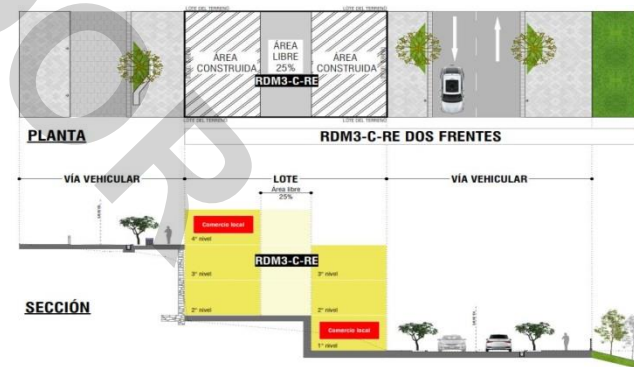 LOTE DEL TERRENO
LOTE DEL TERRENO
ÁREA
CONSTRUIDA
ÁREA
LIBRE
25%
ÁREA
CONSTRUIDA
RDM3-C-RE
LOTE DEL TERRENO
LOTE DEL TERRENO
PLANTA
RDM3-C-RE DOS FRENTES
VÍA VEHICULAR
LOTE
VÍA VEHICULAR
Área libre
25%
Comercio local
4° nivel
RDM3-C-RE
3° nivel
3° nivel
SECCIÓN
2° nivel
2° nivel
Comercio local
1° nivel